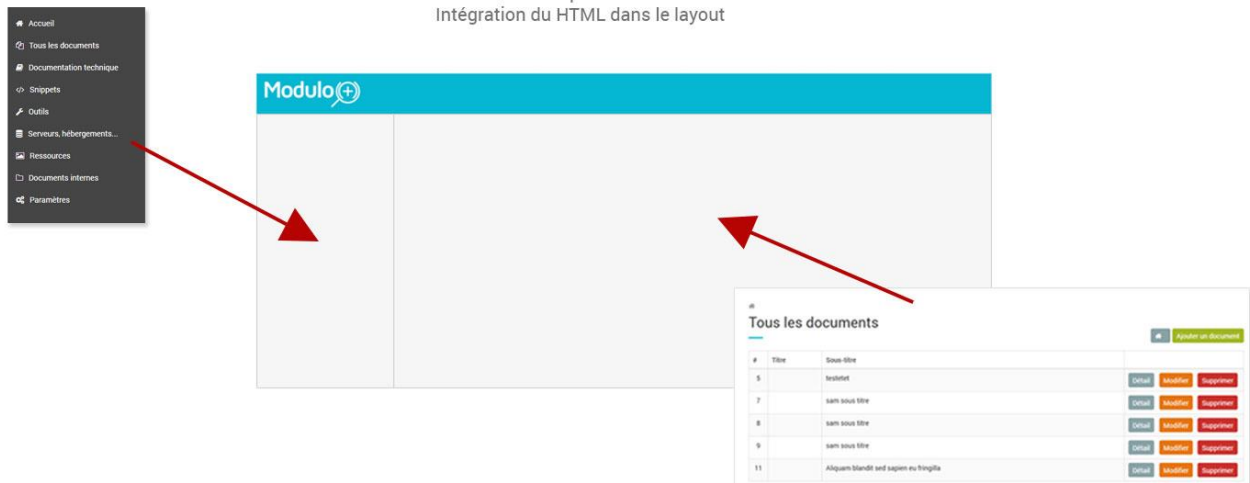 Intégration du HTML dans le layout
Accueil
Tous les documents
Documentation technique
</> Snippets
Outils
Serveurs, hébergements...
Ressources
Documents internes
Paramètres
Modulo(+)
Tous les documents
Ajouter un document
# Titre Sous-titre
5 testetet Détail Modifier Supprimer
7 sam sous titre Détail Modifier Supprimer
8 sam sous titre Détail Modifier Supprimer
9 sam sous titre Détail Modifier Supprimer
11 Aliquam blandit sed sapien eu fringilla Détail Modifier Supprimer